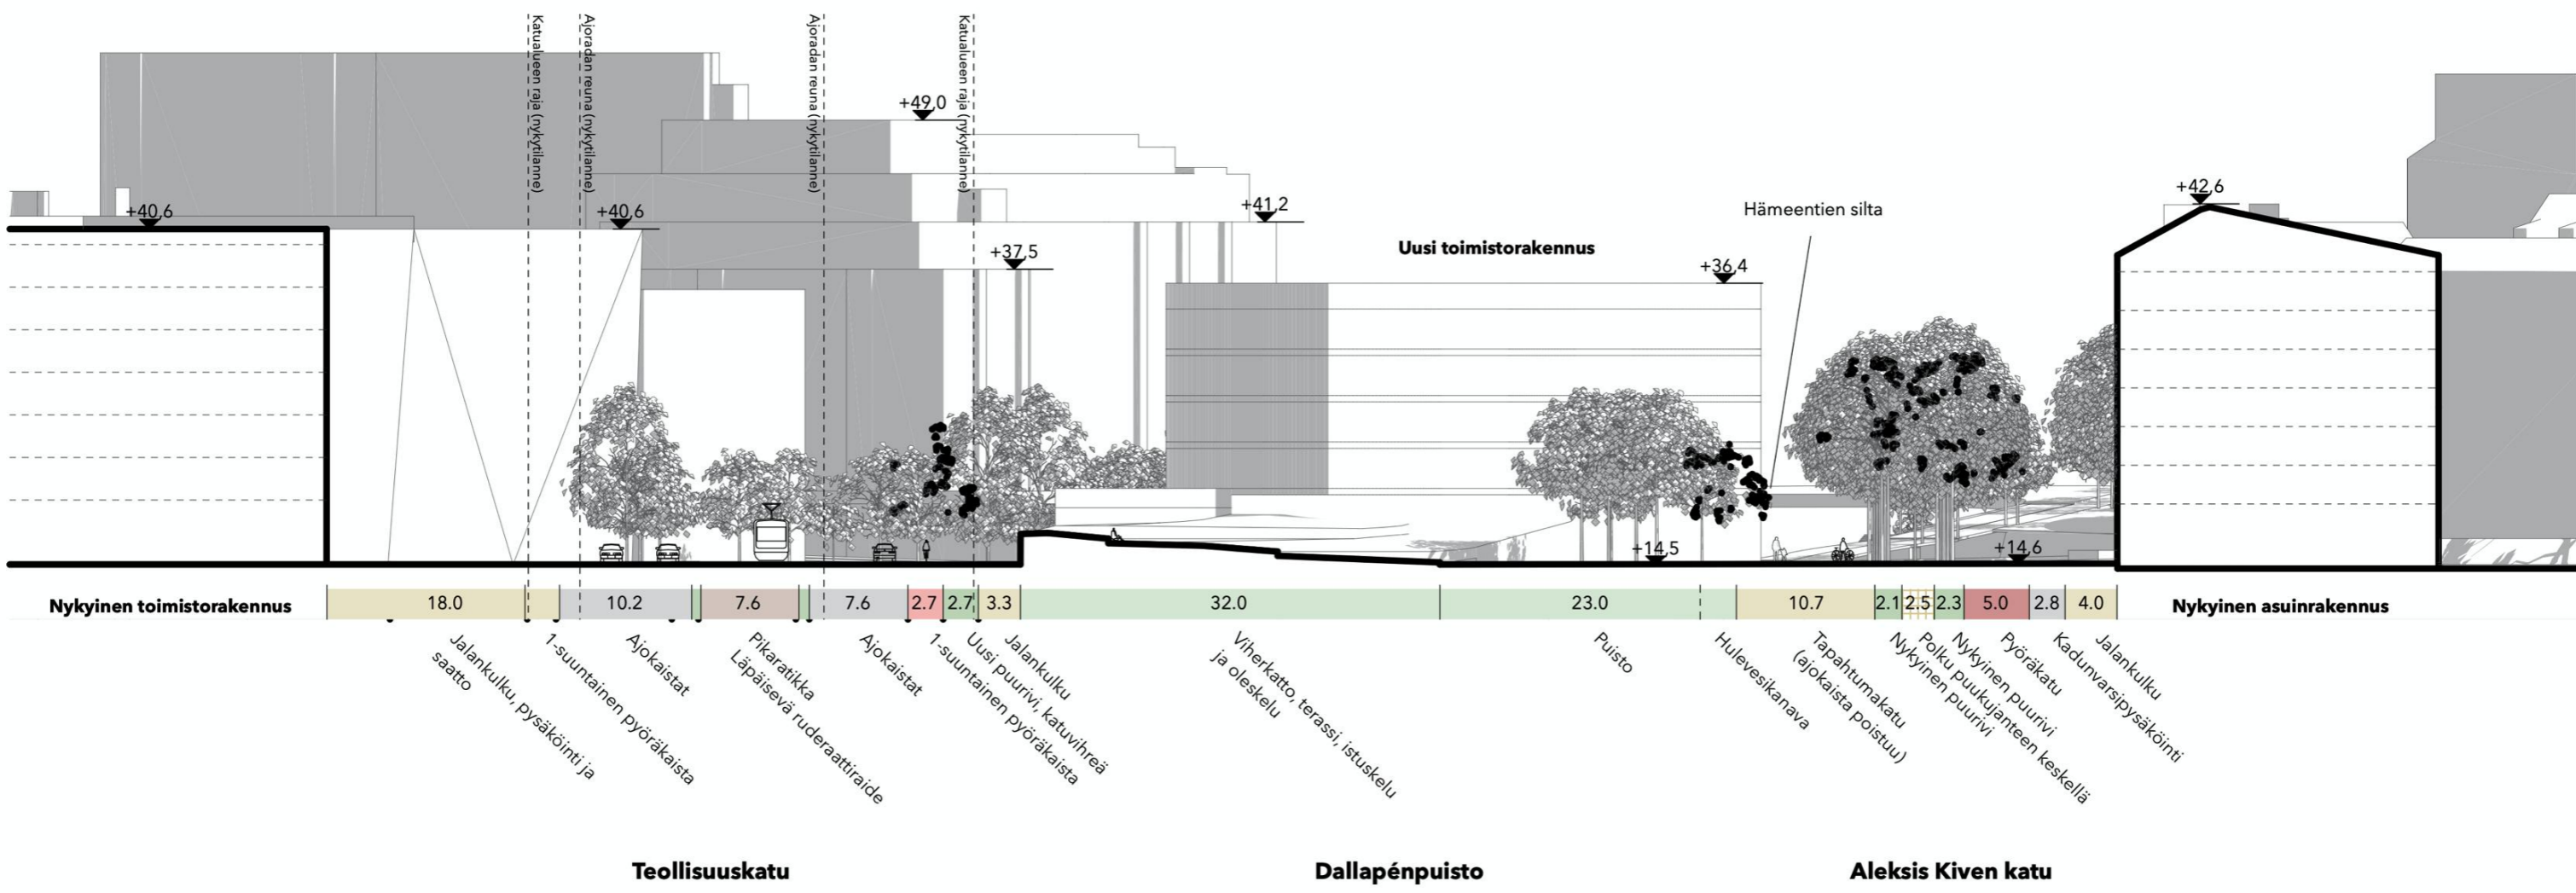 Katualueen raja (nykytilanne)
Ajoradan reuna (nykytilanne)
Ajoradan reuna (nykytilanne)
Katualueen raja (nykytilanne)
+49,0
+40,6
+40,6
+41,2
+37,5
+36,4
+42,6
Hämeentien silta
Uusi toimistorakennus
+14,5
+14,6
Nykyinen toimistorakennus
18.0
10.2
7.6
7.6
2.7
2.7
3.3
32.0
23.0
10.7
2.1
2.5
2.3
5.0
2.8
4.0
Nykyinen asuinrakennus
Jalankulku, pysäköinti ja
saatto
1-suuntainen pyöräkaista
Ajokaistat
Pikaratikka
Läpäisevä ruderaattiraide
Ajokaistat
1-suuntainen pyöräkaista
Uusi puurivi, katuvihreä
Jalankulku
Viherkatto, terassi, istuskelu
ja oleskelu
Puisto
Hulevesikanava
Tapahtumakatu
(ajokaista poistuu)
Nykyinen puurivi
Polku puukujanteen keskellä
Nykyinen puurivi
Pyöräkatu
Kadunvarsipysäköinti
Jalankulku
Teollisuuskatu
Dallapénpuisto
Aleksis Kiven katu